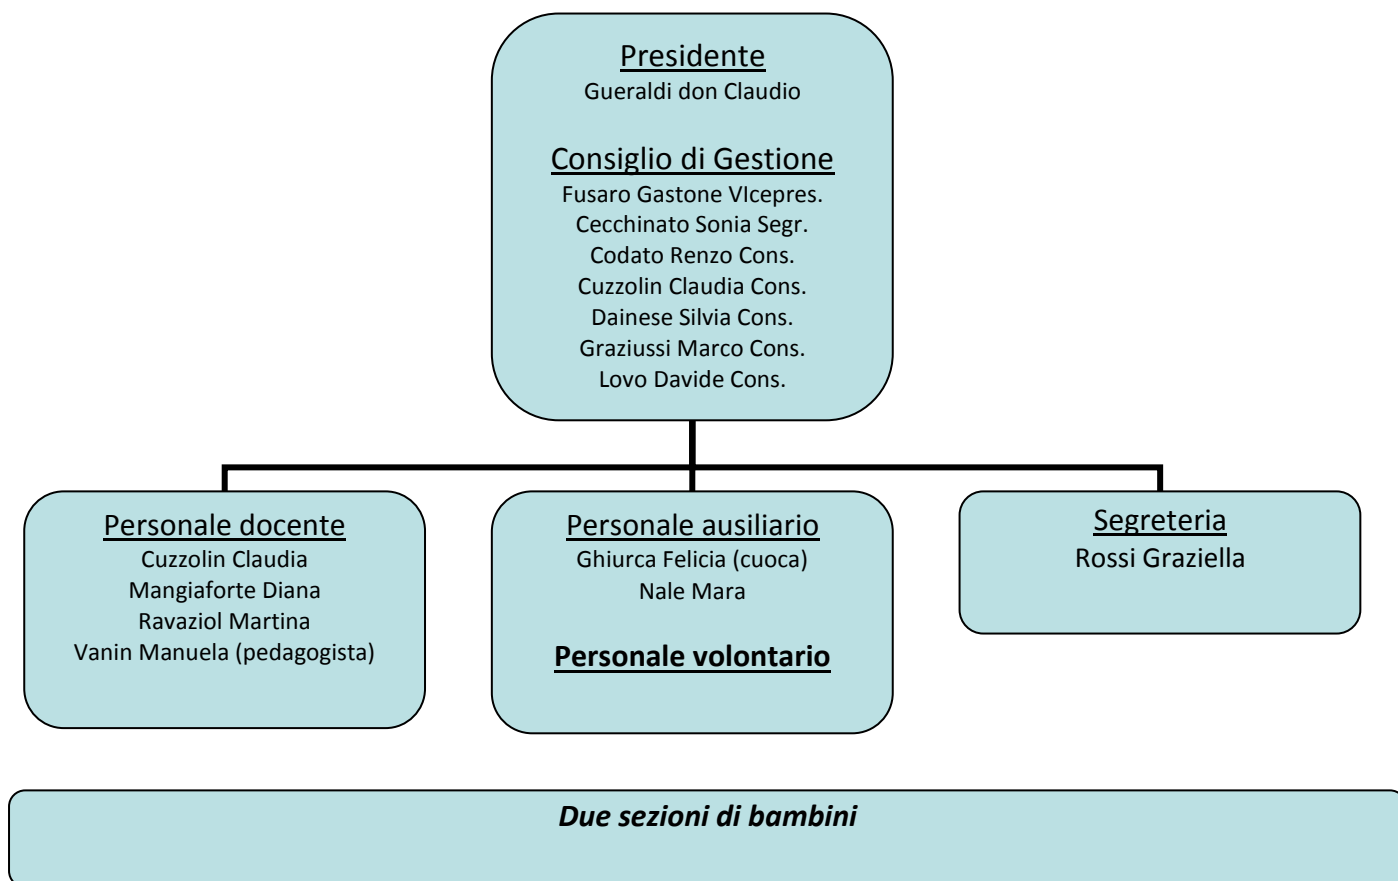 Presidente
Gueraldi don Claudio
Consiglio di Gestione
Fusaro Gastone VIcepres.
Cecchinato Sonia Segr.
Codato Renzo Cons.
Cuzzolin Claudia Cons.
Dainese Silvia Cons.
Graziussi Marco Cons.
Lovo Davide Cons.
Personale docente
Cuzzolin Claudia
Mangiaforte Diana
Ravaziol Martina
Vanin Manuela (pedagogista)
Personale ausiliario
Ghiurca Felicia (cuoca)
Nale Mara
Personale volontario
Segreteria
Rossi Graziella
Due sezioni di bambini